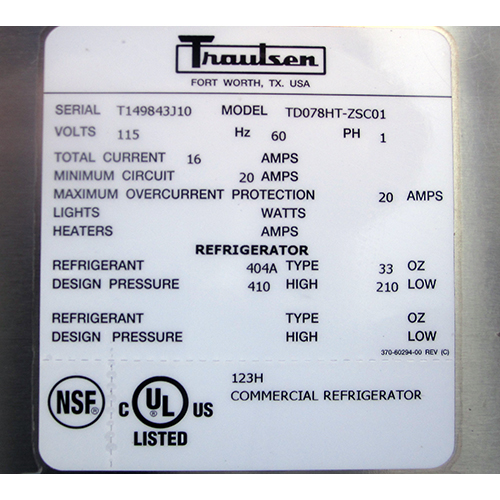 Traulsen
FORT WORTH, TX. USA
SERIAL T149843J10 MODEL TD078HT-ZSC01
VOLTS 115 Hz 60 PH 1
TOTAL CURRENT 16 AMPS
MINIMUM CIRCUIT 20 AMPS
MAXIMUM OVERCURRENT PROTECTION 20 AMPS
LIGHTS WATTS
HEATERS AMPS
REFRIGERATOR
REFRIGERANT 404A TYPE 33 OZ
DESIGN PRESSURE 410 HIGH 210 LOW
REFRIGERANT TYPE OZ
DESIGN PRESSURE HIGH LOW
370-60294-00 REV (C)
123H
COMMERCIAL REFRIGERATOR
NSF
C UL US
LISTED